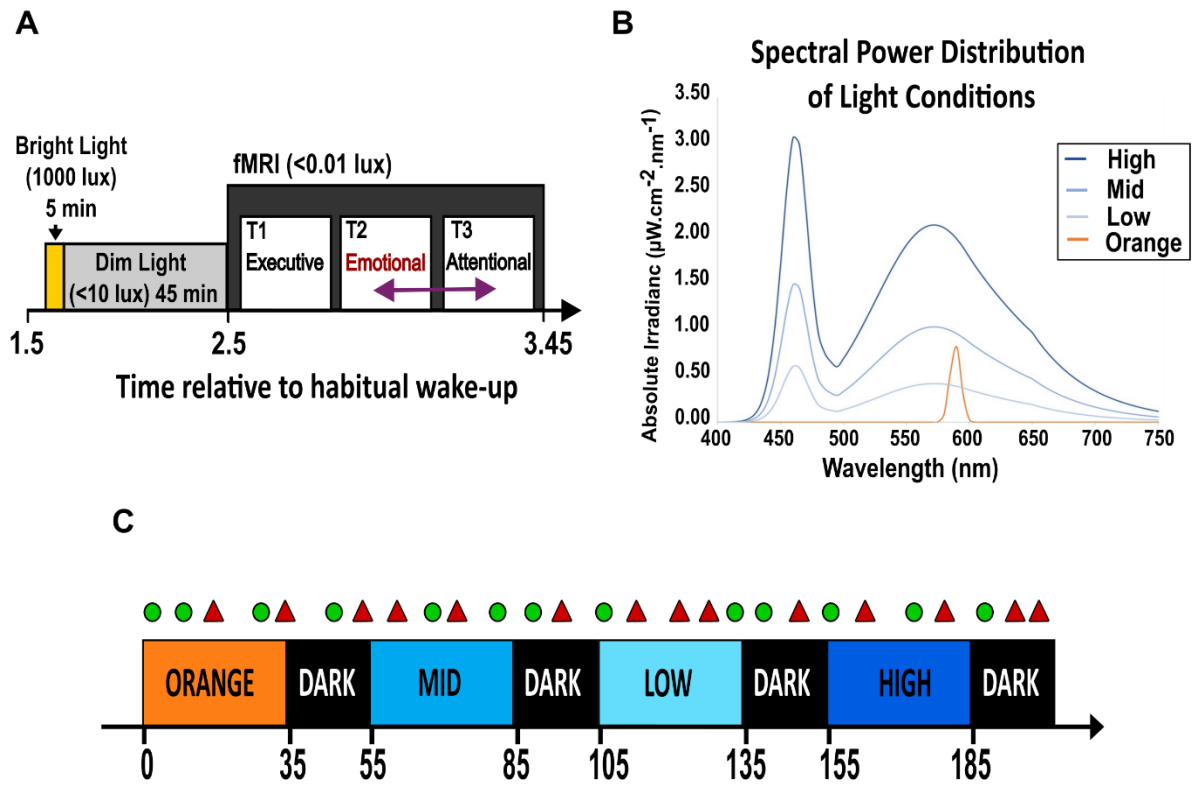 A
Bright Light
(1000 lux)
5 min
fMRI (<0.01 lux)
Dim Light
(<10 lux) 45 min
T1
Executive
T2
Emotional
T3
Attentional
1.5
2.5
3.45
Time relative to habitual wake-up
B
Spectral Power Distribution
of Light Conditions
Absolute Irradianc (µW.cm-2.nm-1)
3.50
3.00
2.50
2.00
1.50
1.00
0.50
0.00
400
450
500
550
600
650
700
750
Wavelength (nm)
High
Mid
Low
Orange
C
ORANGE
DARK
MID
DARK
LOW
DARK
HIGH
DARK
0
35
55
85
105
135
155
185